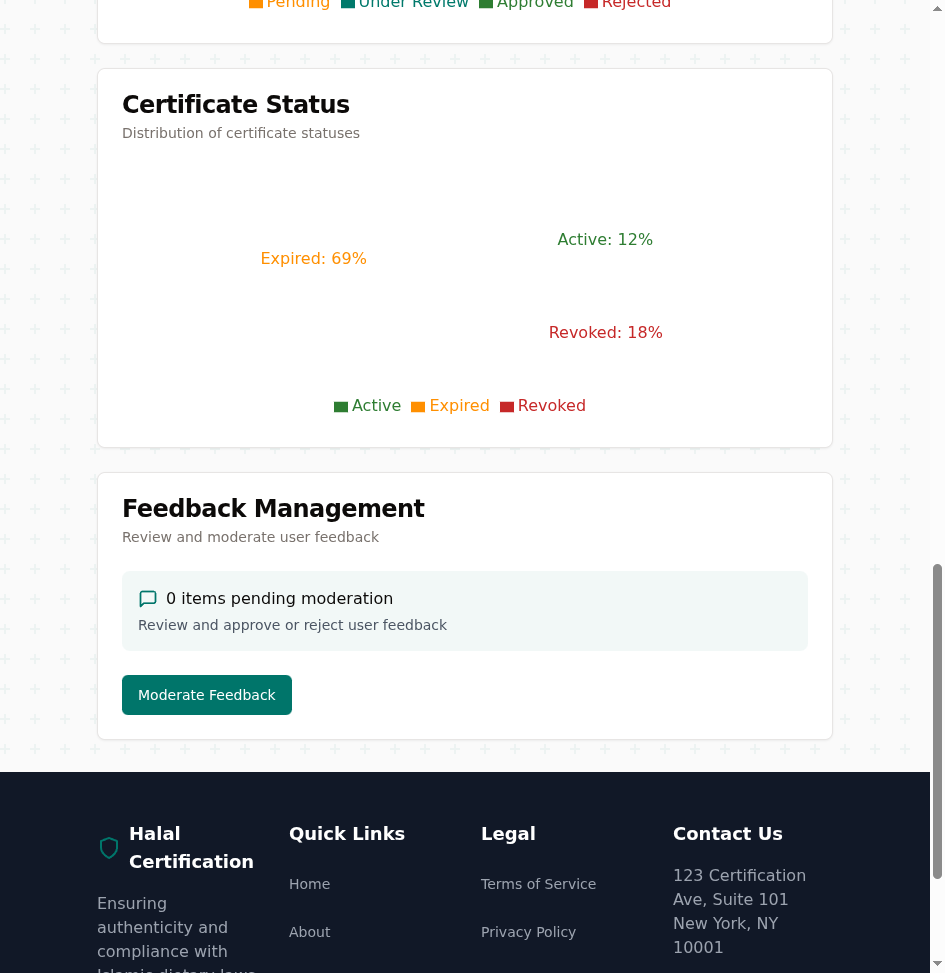 Pending Under Review Approved Rejected
Certificate Status
Distribution of certificate statuses
Active: 12%
Expired: 69%
Revoked: 18%
Active Expired Revoked
Feedback Management
Review and moderate user feedback
0 items pending moderation
Review and approve or reject user feedback
Moderate Feedback
Halal
Certification
Ensuring
authenticity and
compliance with
Islamic dietary laws
Quick Links
Home
About
Legal
Terms of Service
Privacy Policy
Contact Us
123 Certification
Ave, Suite 101
New York, NY
10001